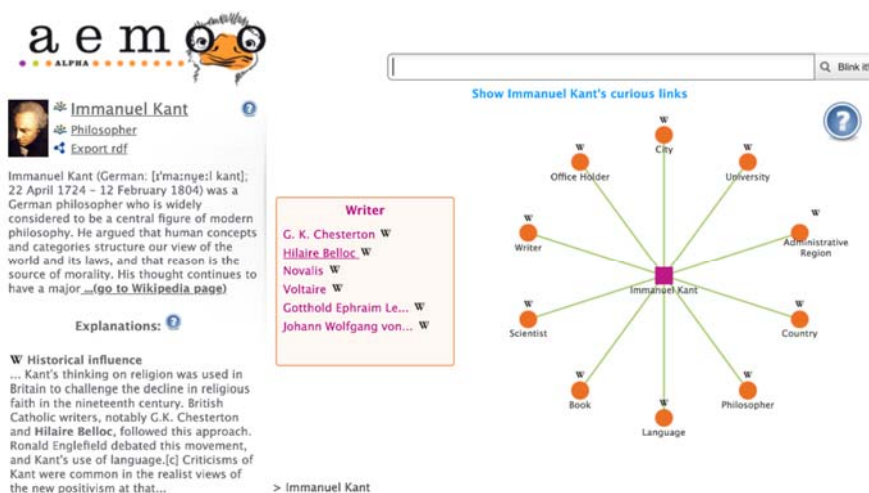 aemoo
ALPHA
Blink it!
Show Immanuel Kant's curious links
Immanuel Kant
Philosopher
Export rdf
Immanuel Kant (German: [ɪˈmaːnu̯eːl kant];
22 April 1724 – 12 February 1804) was a
German philosopher who is widely
considered to be a central figure of modern
philosophy. He argued that human concepts
and categories structure our view of the
world and its laws, and that reason is the
source of morality. His thought continues to
have a major ...(go to Wikipedia page)
Explanations: ?
W Historical influence
... Kant's thinking on religion was used in
Britain to challenge the decline in religious
faith in the nineteenth century. British
Catholic writers, notably G.K. Chesterton
and Hilaire Belloc, followed this approach.
Ronald Englefield debated this movement,
and Kant's use of language.[c] Criticisms of
Kant were common in the realist views of
the new positivism at that...
Writer
G. K. Chesterton W
Hilaire Belloc W
Novalis W
Voltaire W
Gotthold Ephraim Le... W
Johann Wolfgang von... W
W
City
W
Office Holder
W
University
W
Writer
W
Administrative
Region
Immanuel Kant
W
Scientist
W
Country
W
Book
W
Philosopher
W
Language
?
?
> Immanuel Kant